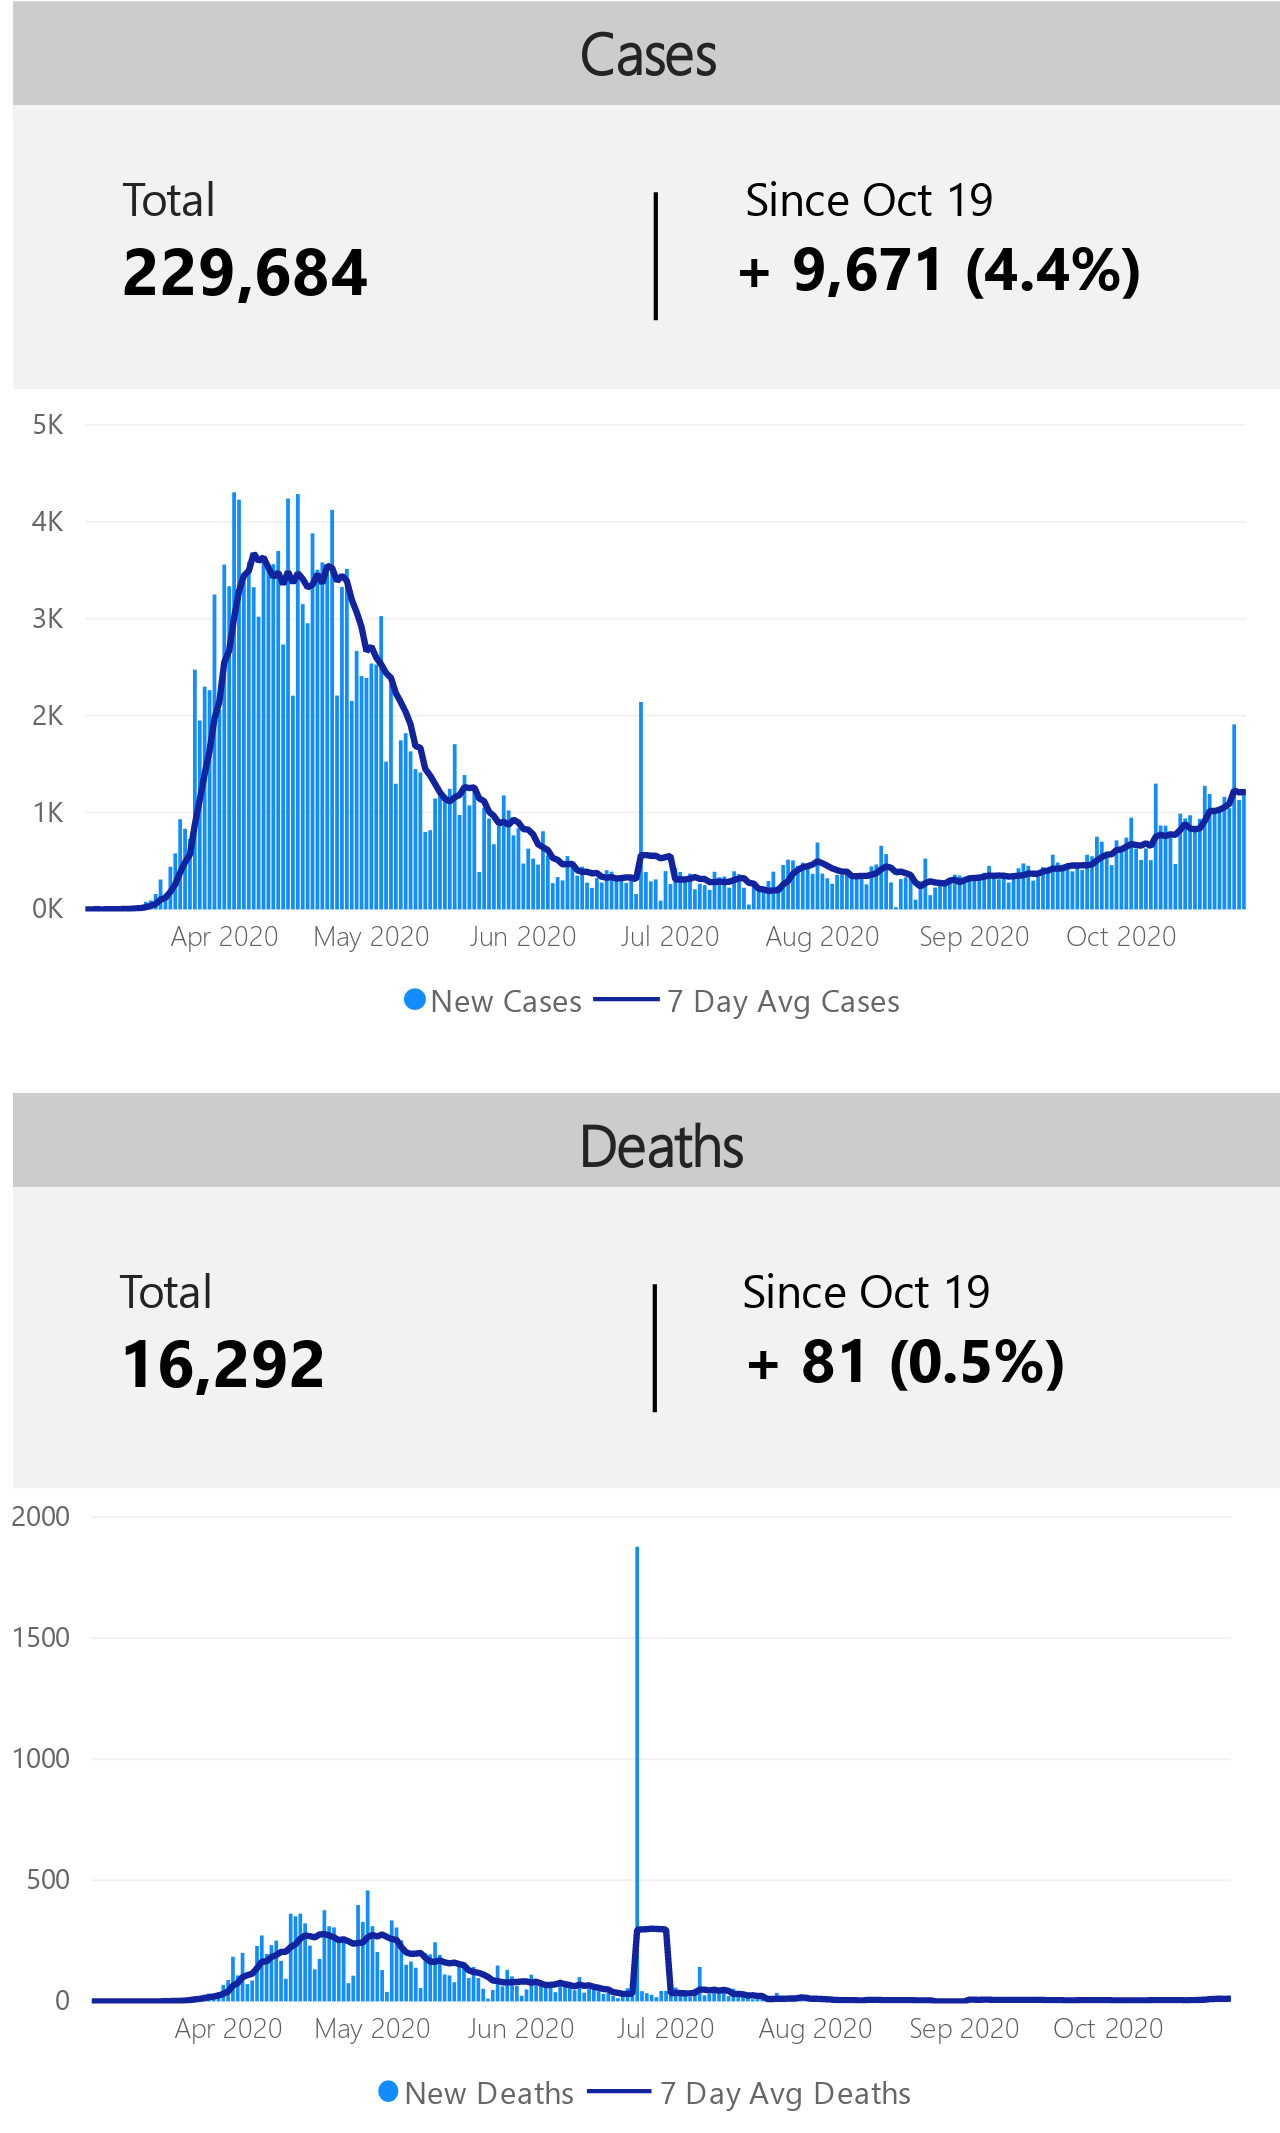 Cases
Total
Since Oct 19
229,684
+ 9,671 (4.4%)
5K
4K
3K
2K
1K
0K
Apr 2020 May 2020 Jun 2020 Jul 2020 Aug 2020 Sep 2020 Oct 2020
New Cases 7 Day Avg Cases
Deaths
Total
Since Oct 19
16,292
+ 81 (0.5%)
2000
1500
1000
500
0
Apr 2020 May 2020 Jun 2020 Jul 2020 Aug 2020 Sep 2020 Oct 2020
New Deaths 7 Day Avg Deaths